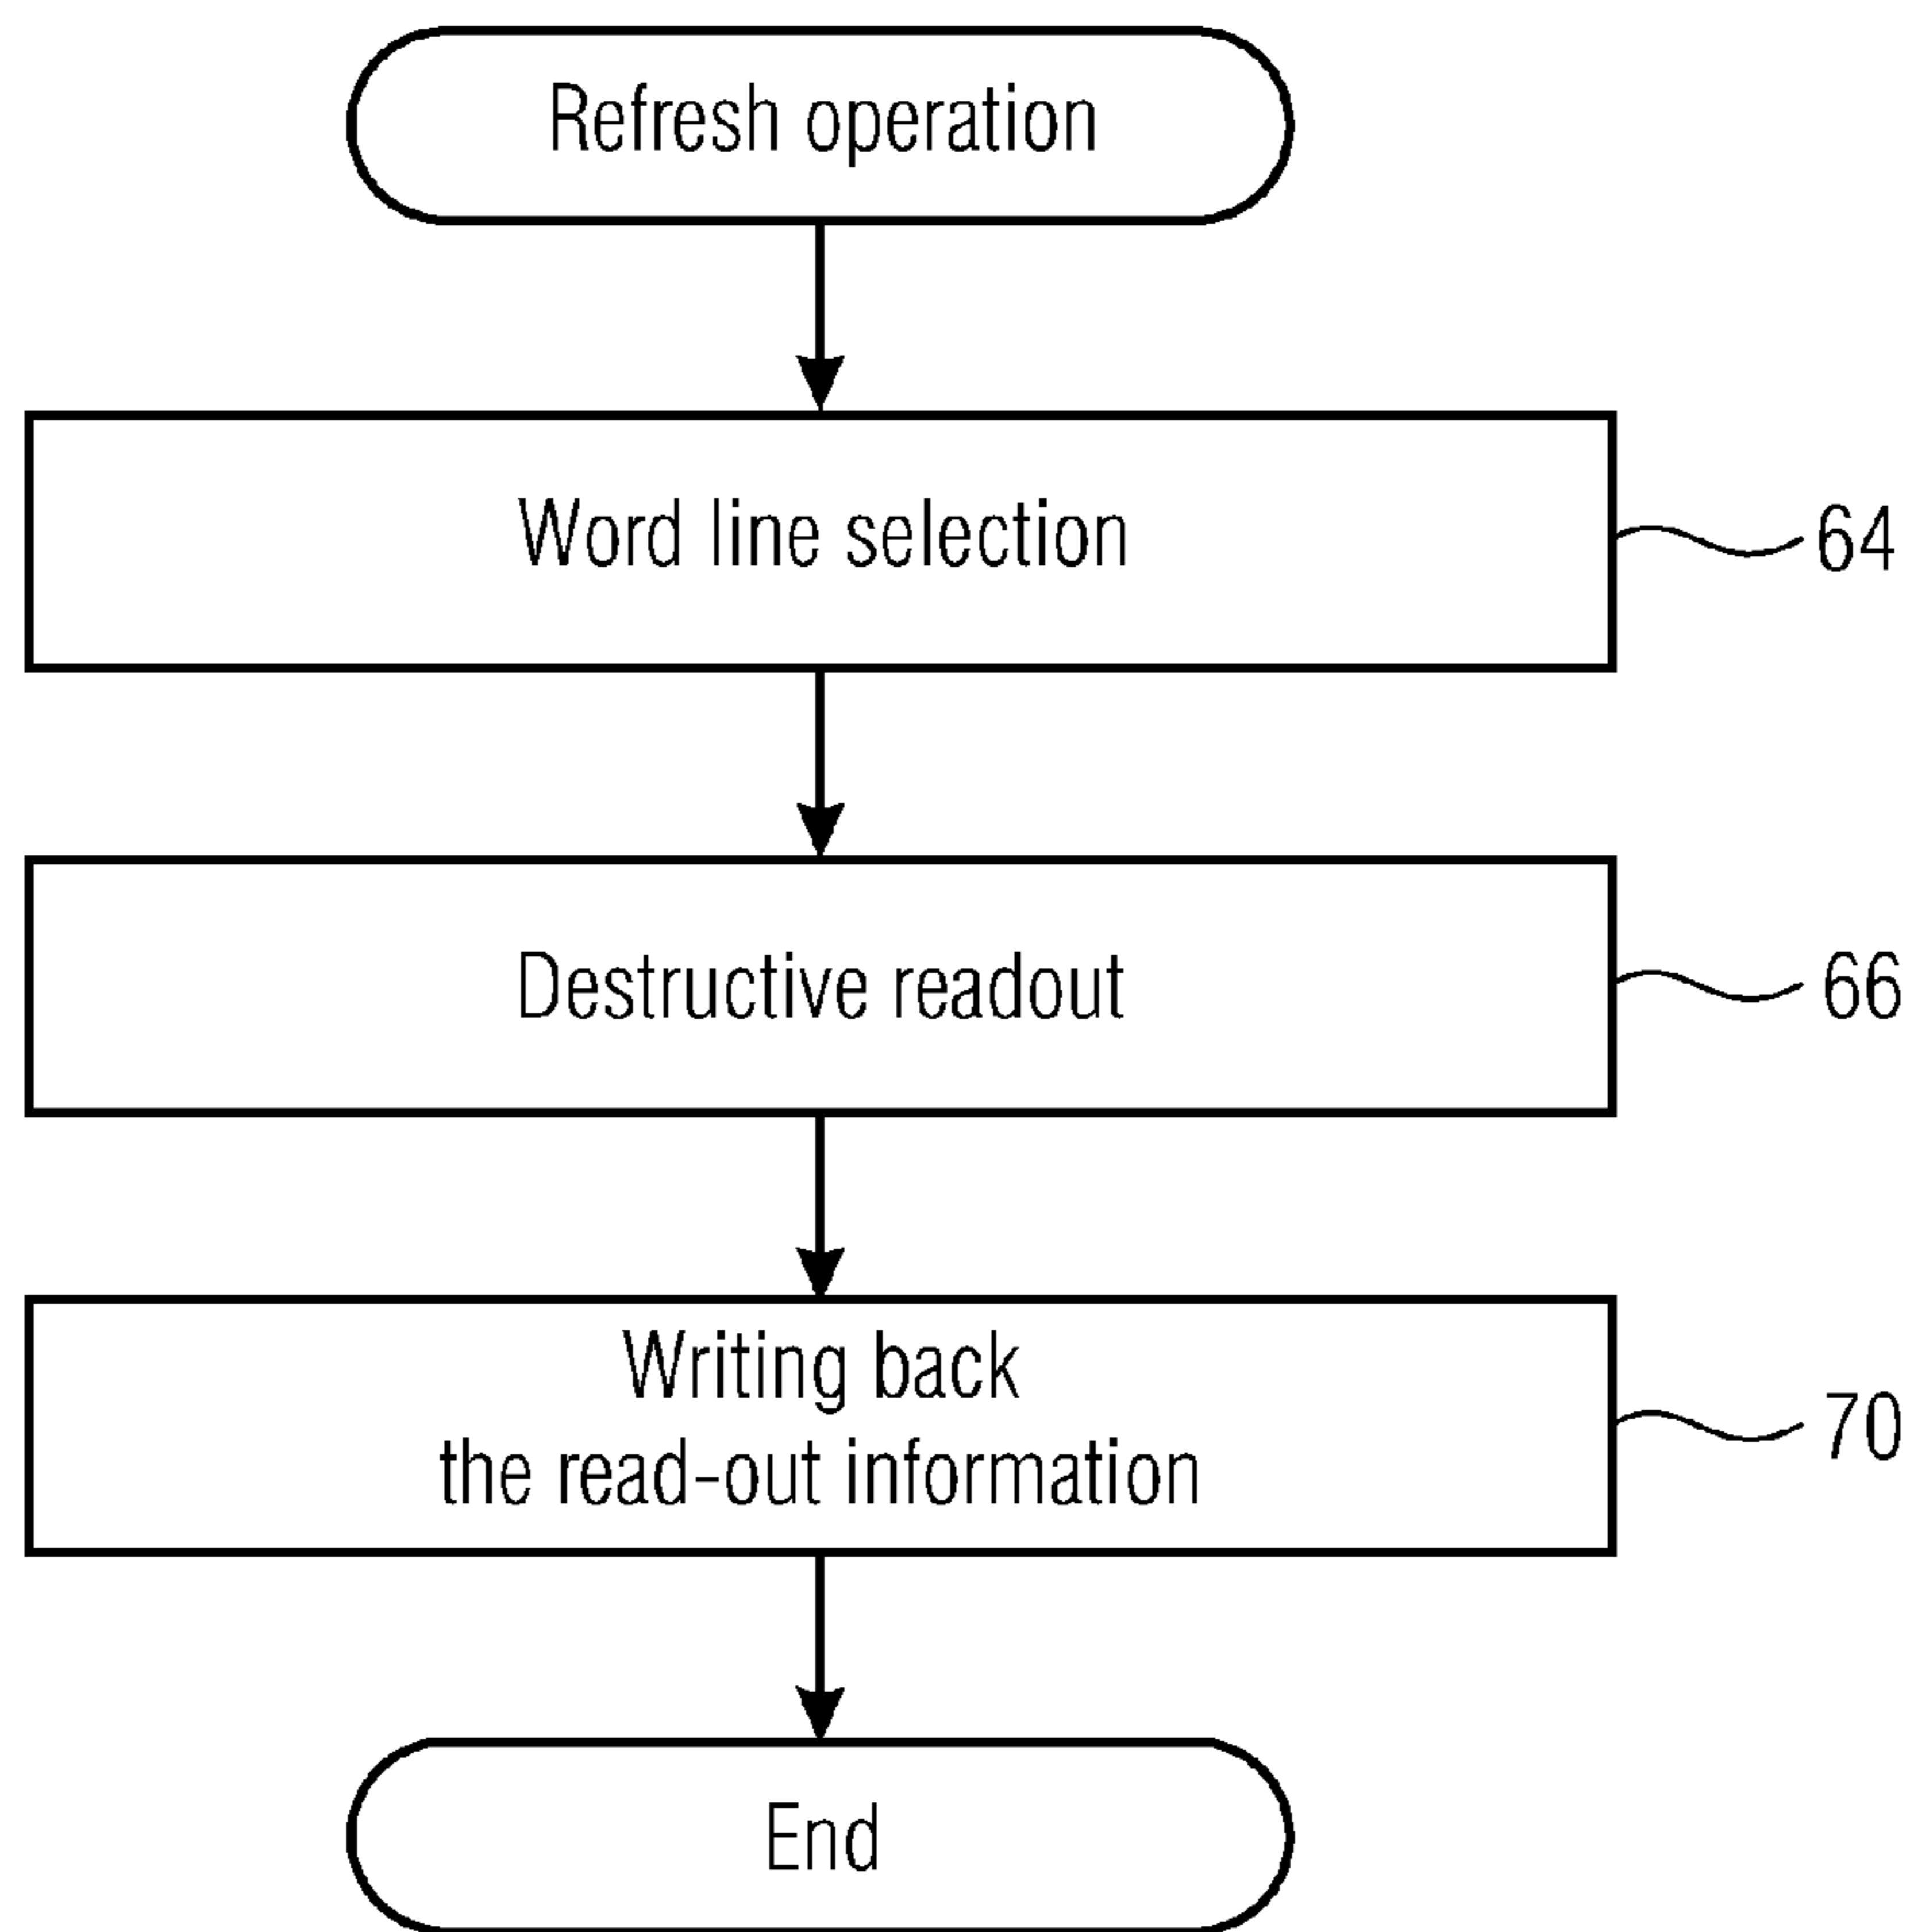 Refresh operation
Word line selection
64
Destructive readout
66
Writing back
the read-out information
70
End